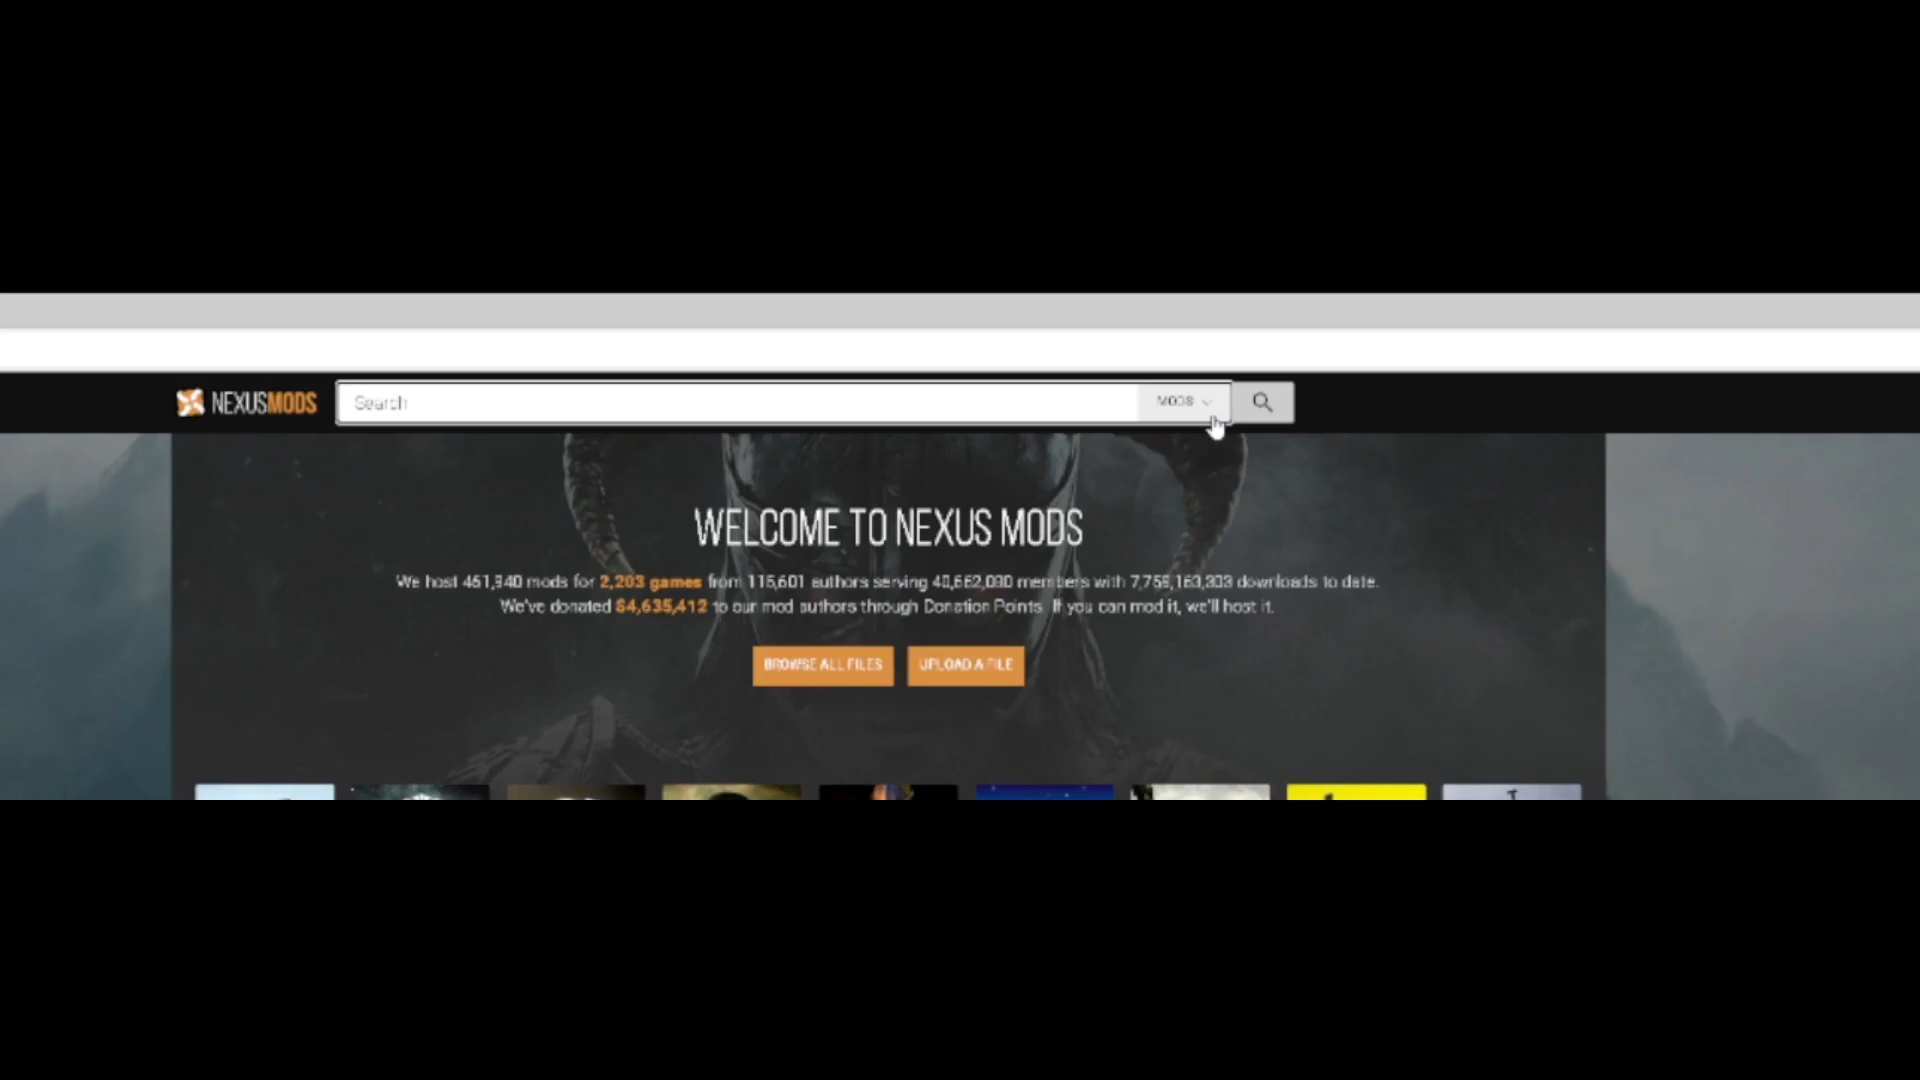 NEXUSMODS
Search
MODS
WELCOME TO NEXUS MODS
We host 451,940 mods for 2,203 games from 115,601 authors serving 40,662,090 members with 7,759,163,303 downloads to date.
We've donated $4,635,412 to our mod authors through Donation Points. If you can mod it, we'll host it.
BROWSE ALL FILES
UPLOAD A FILE